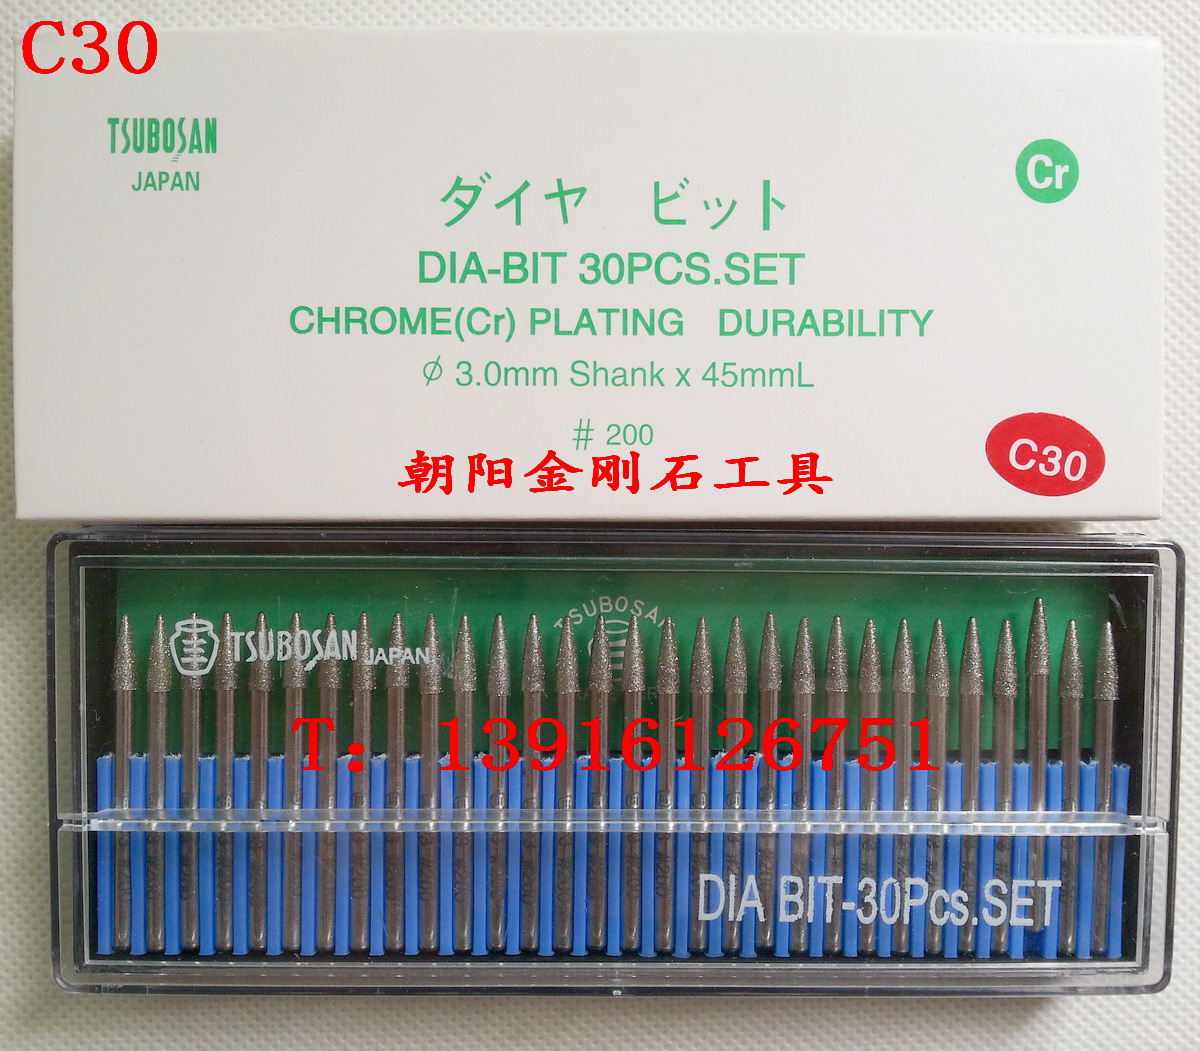 C30
TSUBOSAN
JAPAN
Cr
ダイヤ ビット
DIA-BIT 30PCS.SET
CHROME(Cr) PLATING DURABILITY
φ 3.0mm Shank x 45mmL
# 200
C30
朝阳金刚石工具
TSUBOSAN
TSUBOSAN JAPAN
T：13916126751
DIA BIT-30Pcs.SET